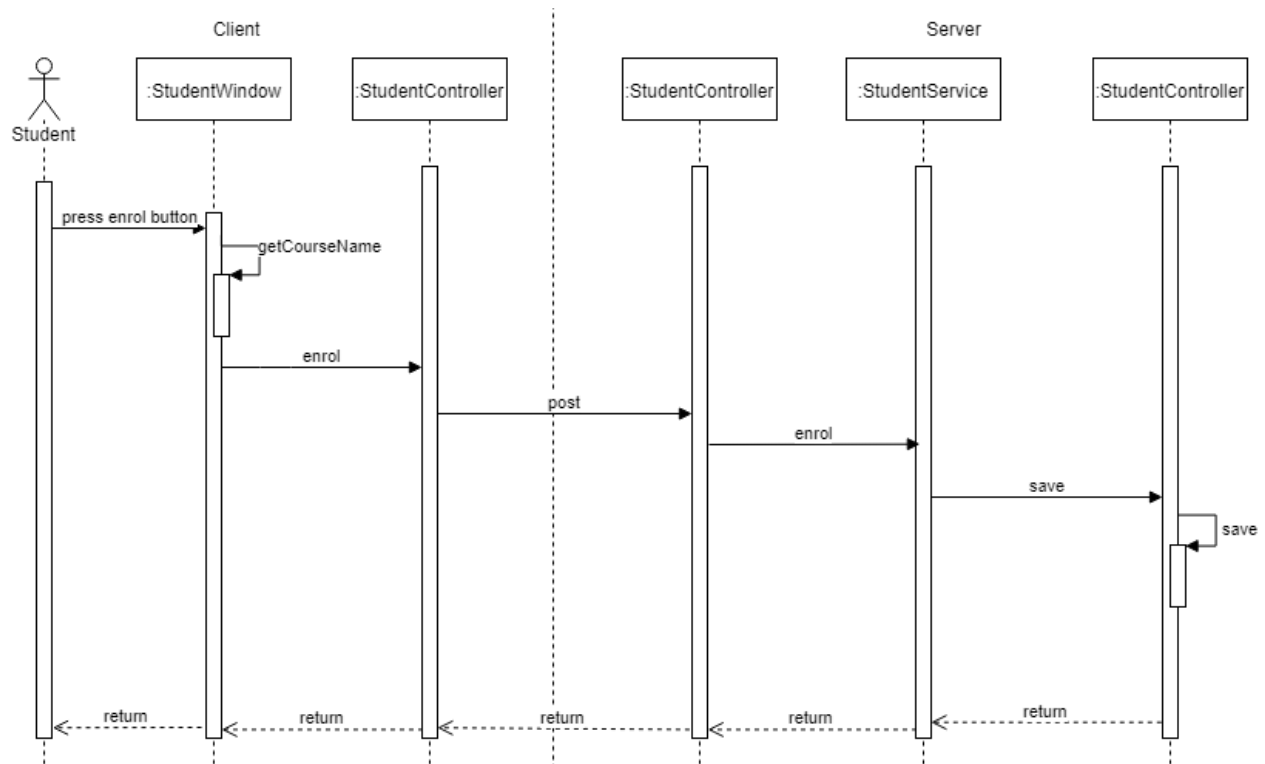 Client
Server
:StudentWindow
:StudentController
:StudentController
:StudentService
:StudentController
Student
press enrol button
getCourseName
enrol
post
enrol
save
save
return
return
return
return
return